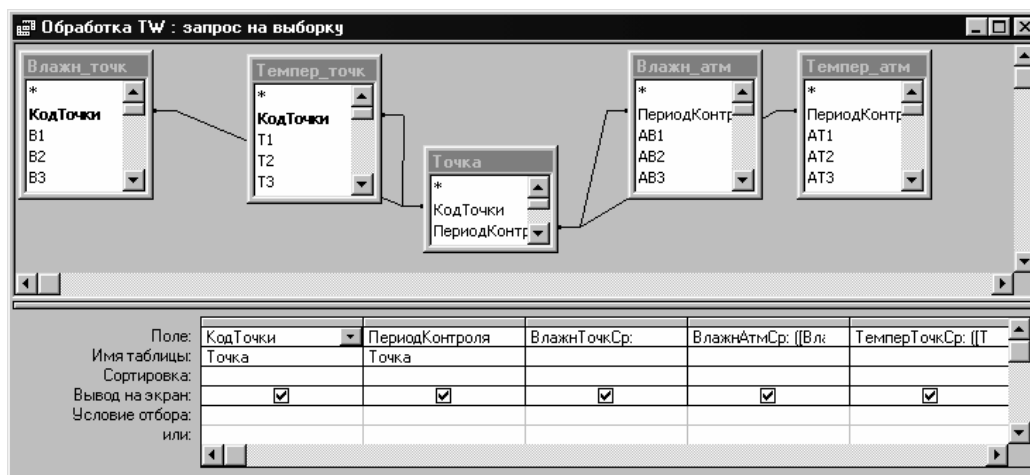 Обработка TW : запрос на выборку
Влажн_точк
*
КодТочки
В1
В2
В3
Темпер_точк
*
КодТочки
Т1
Т2
Т3
Точка
*
КодТочки
ПериодКонтр
Влажн_атм
*
ПериодКонтр
АВ1
АВ2
АВ3
Темпер_атм
*
ПериодКонтр
АТ1
АТ2
АТ3
Поле: КодТочки ПериодКонтроля ВлажнТочкСр: ВлажнАтмСр: ([Вла ТемперТочкСр: ([Т
Имя таблицы: Точка Точка
Сортировка:
Вывод на экран:
Условие отбора:
или: